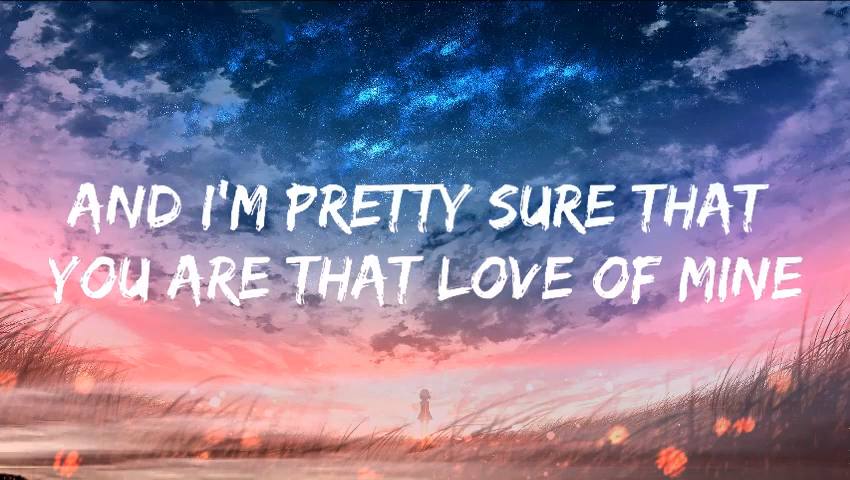 AND I'M PRETTY SURE THAT
YOU ARE THAT LOVE OF MINE